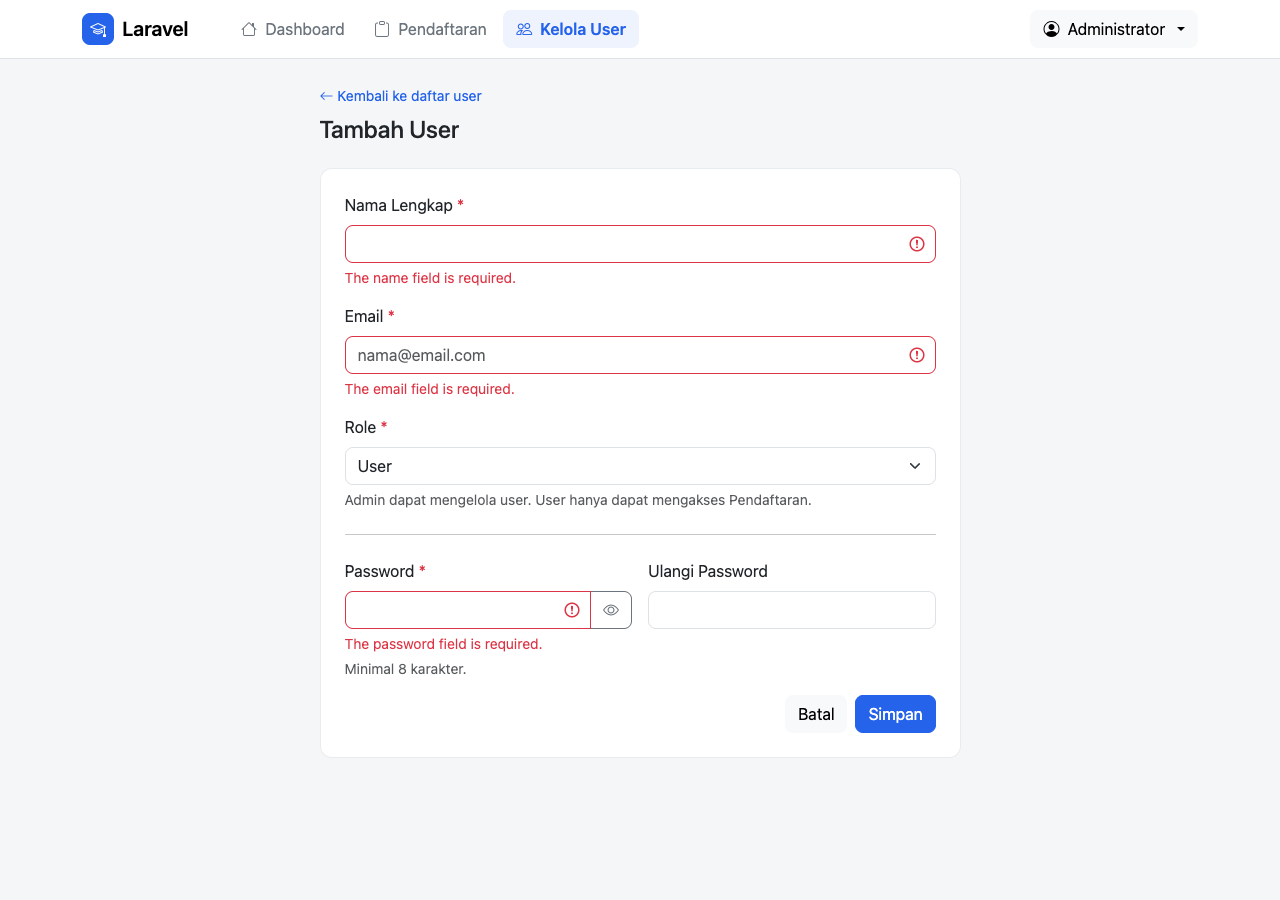 Laravel
Dashboard
Pendaftaran
Kelola User
Administrator
← Kembali ke daftar user
Tambah User
Nama Lengkap *
The name field is required.
Email *
nama@email.com
The email field is required.
Role *
User
Admin dapat mengelola user. User hanya dapat mengakses Pendaftaran.
Password *
Ulangi Password
The password field is required.
Minimal 8 karakter.
Batal
Simpan